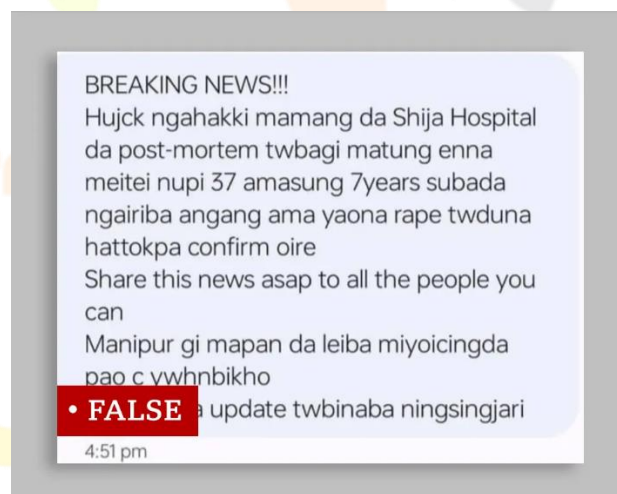 BREAKING NEWS!!!
Hujck ngahakki mamang da Shija Hospital
da post-mortem twbagi matung enna
meitei nupi 37 amasung 7years subada
ngairiba angang ama yaona rape twduna
hattokpa confirm oire
Share this news asap to all the people you
can
Manipur gi mapan da leiba miyoicingda
pao c ywhnbikho
• FALSE a update twbinaba ningsingjari
4:51 pm